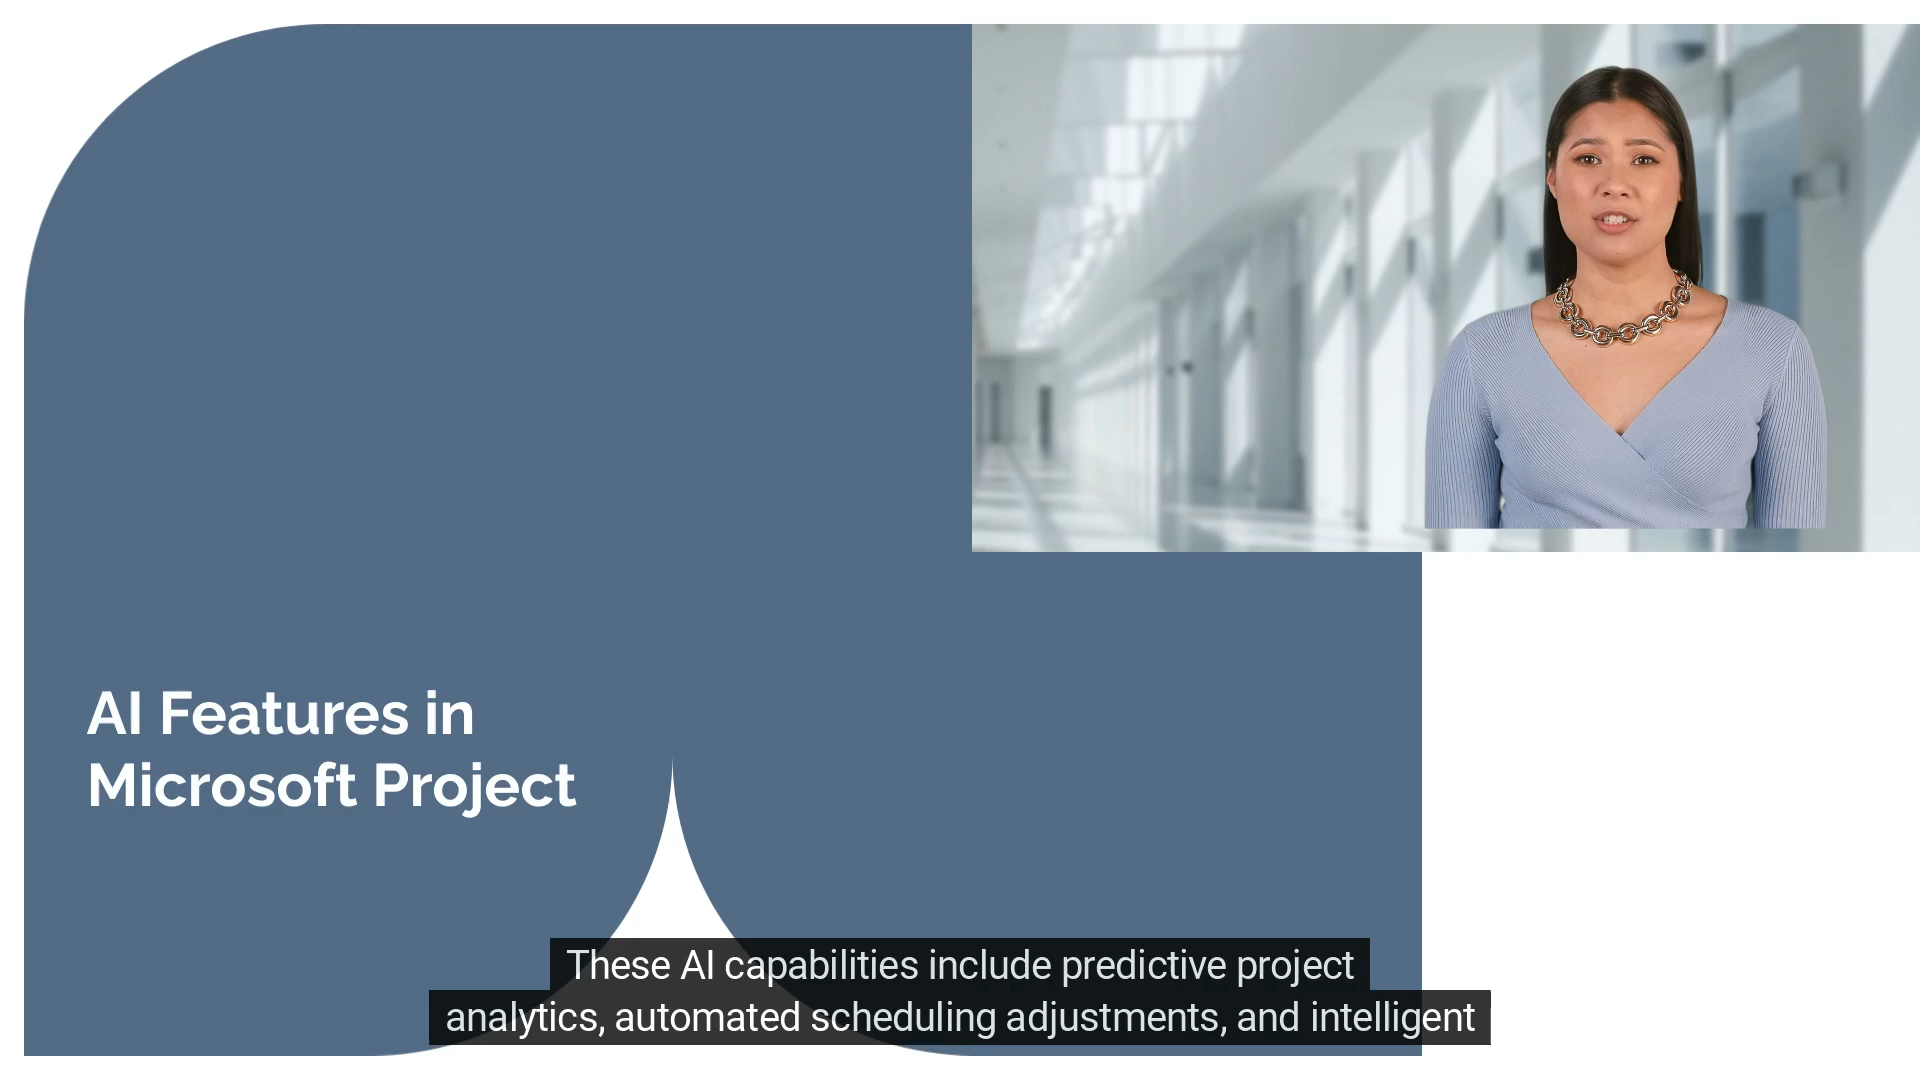 AI Features in
Microsoft Project
These AI capabilities include predictive project
analytics, automated scheduling adjustments, and intelligent